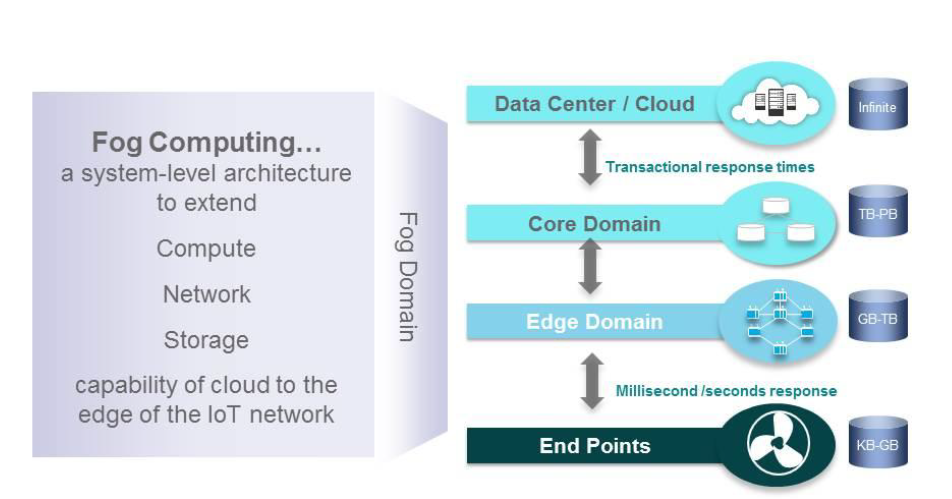 Fog Computing…
a system-level architecture
to extend
Compute
Network
Storage
capability of cloud to the
edge of the IoT network
Fog Domain
Data Center / Cloud
Infinite
Transactional response times
Core Domain
TB-PB
Edge Domain
GB-TB
Millisecond /seconds response
End Points
KB-GB